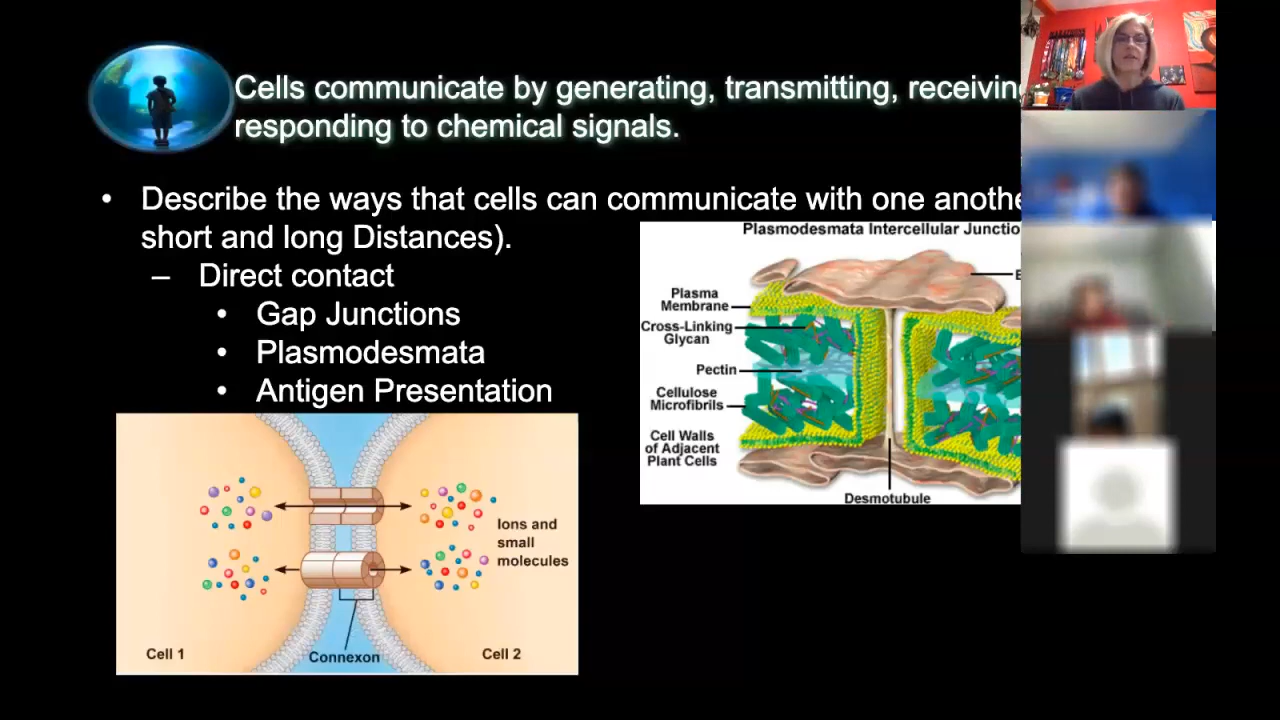 Cells communicate by generating, transmitting, receiving
responding to chemical signals.
• Describe the ways that cells can communicate with one anothe
short and long Distances).
– Direct contact
• Gap Junctions
• Plasmodesmata
• Antigen Presentation
Plasmodesmata Intercellular Junctio
Plasma
Membrane
Cross-Linking
Glycan
Pectin
Cellulose
Microfibrils
Cell Walls
of Adjacent
Plant Cells
Desmotubule
Ions and
small
molecules
Cell 1
Connexon
Cell 2